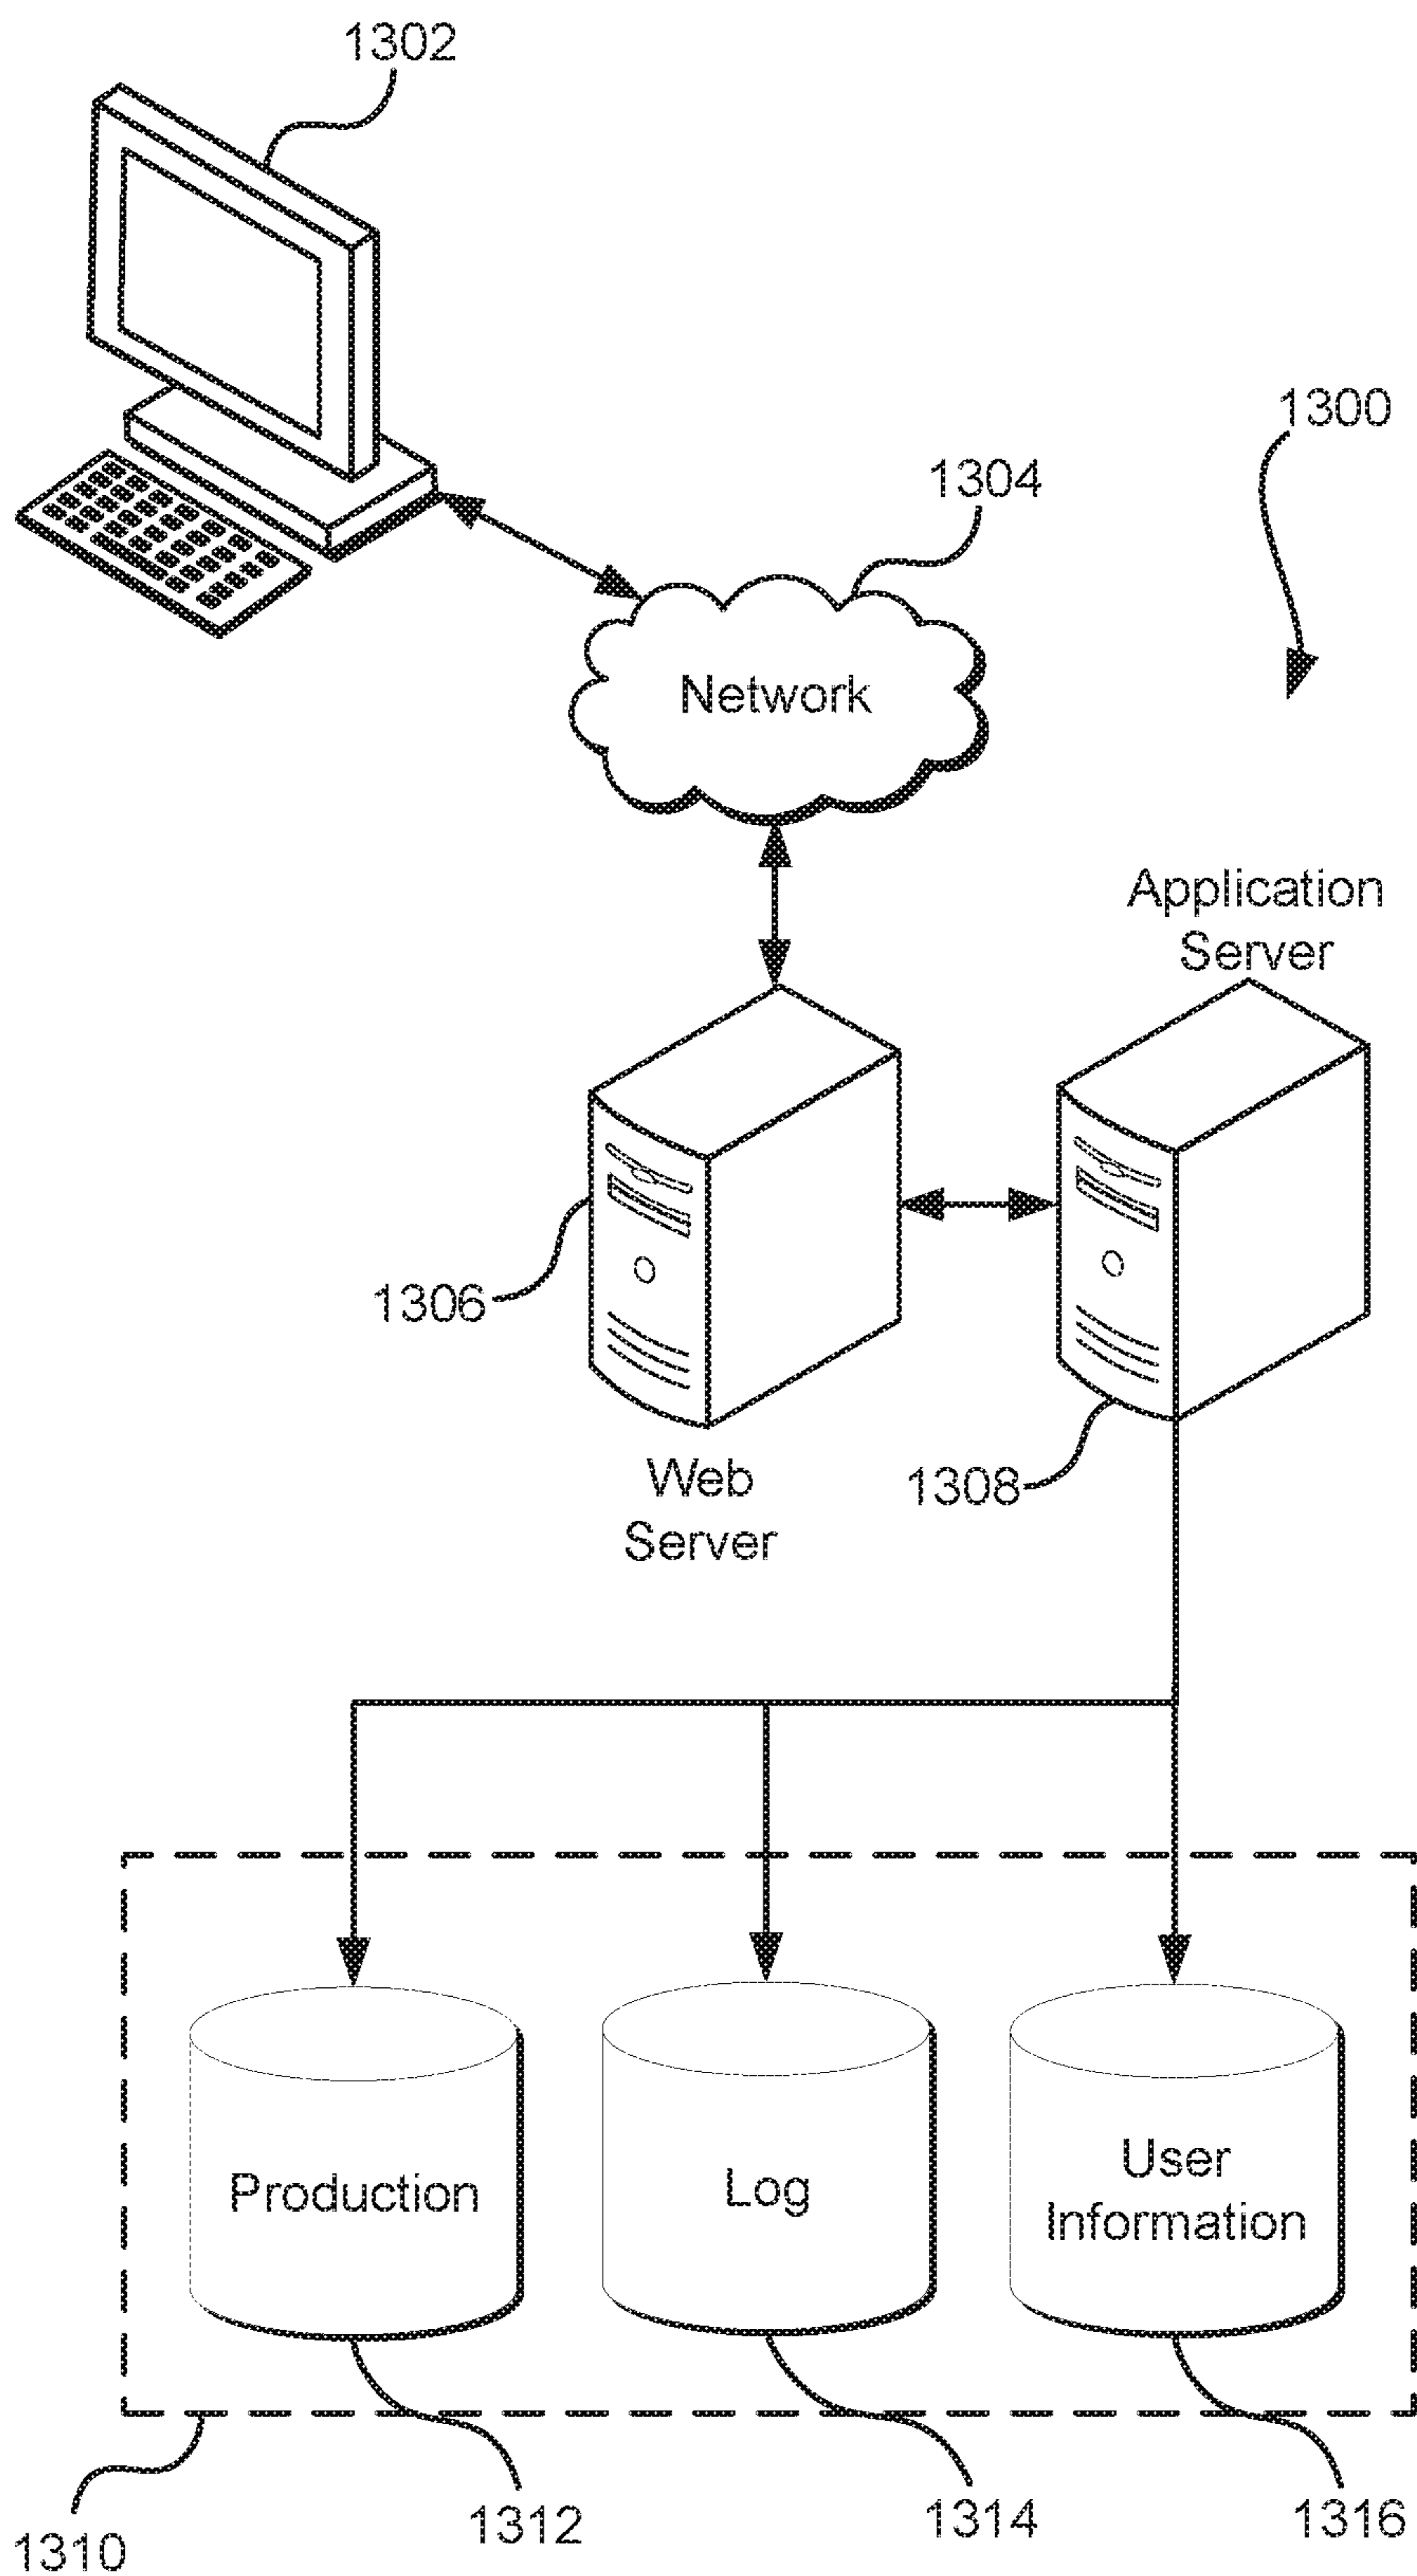 1302
1300
1304
Network
Application
Server
1306
Web
Server
1308
Production
Log
User
Information
1310
1312
1314
1316